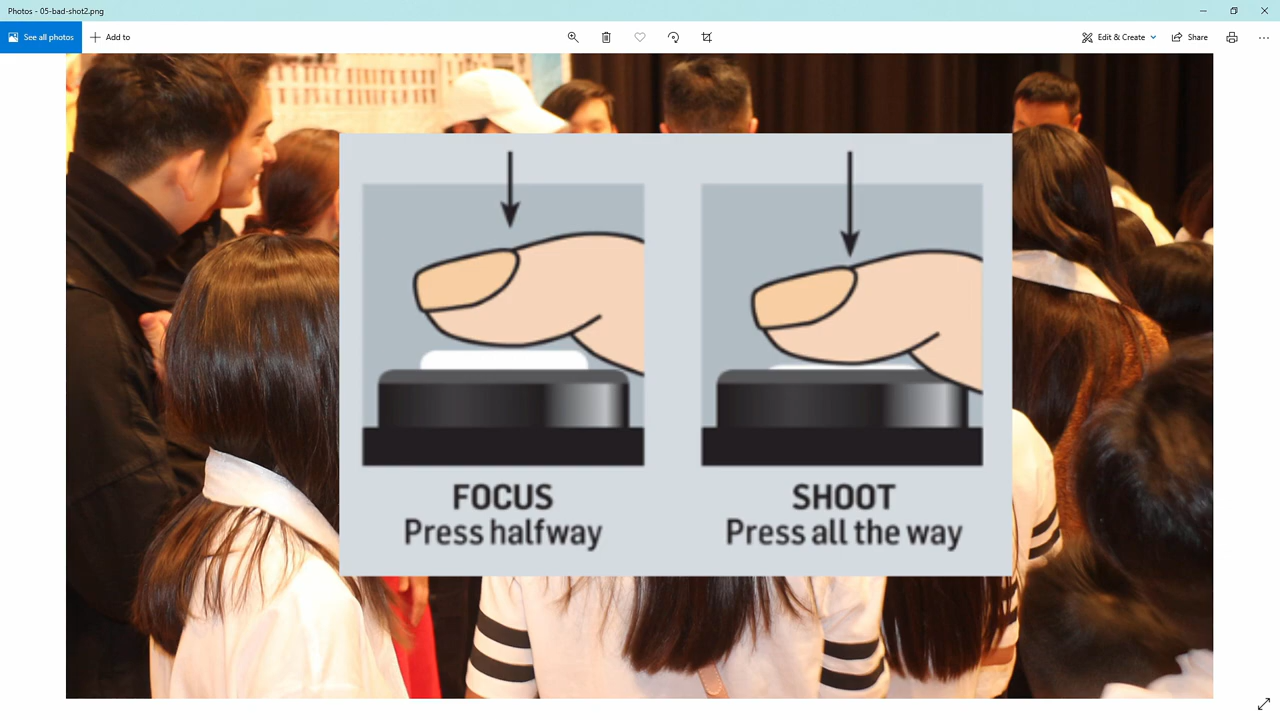 Photos - 05-bad-shot2.png
See all photos
Add to
Edit & Create
Share
FOCUS
Press halfway
SHOOT
Press all the way